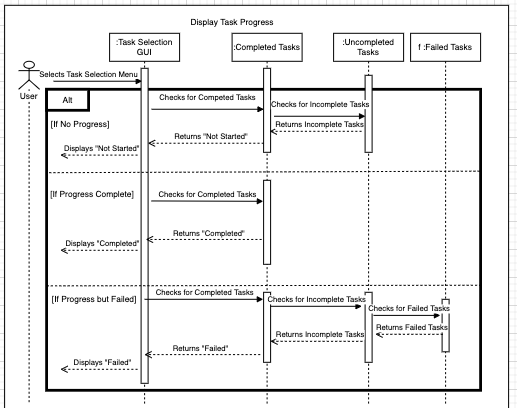 Display Task Progress
:Task Selection
GUI
:Completed Tasks
:Uncompleted
Tasks
f :Failed Tasks
User
Selects Task Selection Menu
Alt
Checks for Competed Tasks
Checks for Incomplete Tasks
[If No Progress]
Returns Incomplete Tasks
Returns "Not Started"
Displays "Not Started"
[If Progress Complete]
Checks for Completed Tasks
Returns "Completed"
Displays "Completed"
[If Progress but Failed]
Checks for Completed Tasks
Checks for Incomplete Tasks
Checks for Failed Tasks
Returns Failed Tasks
Returns Incomplete Tasks
Returns "Failed"
Displays "Failed"